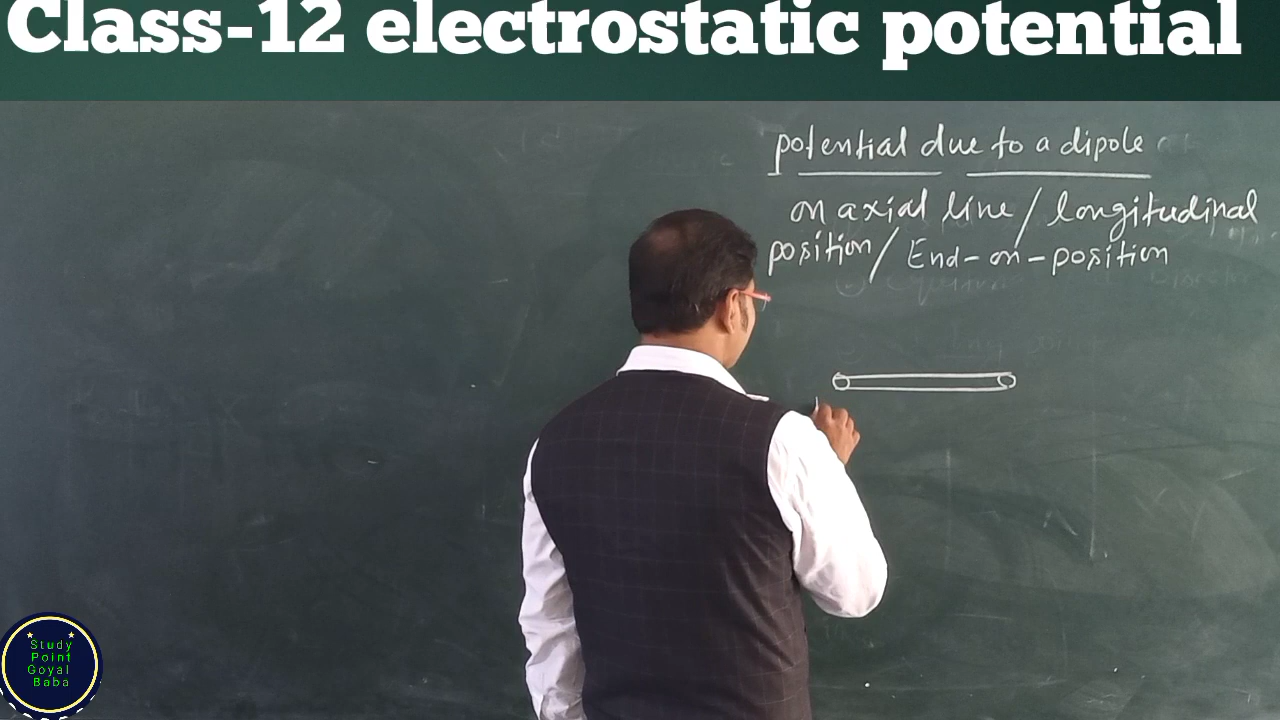 Class-12 electrostatic potential
potential due to a dipole
on axial line / longitudinal
position / End-on-position
Study
Point
Goyal
Baba